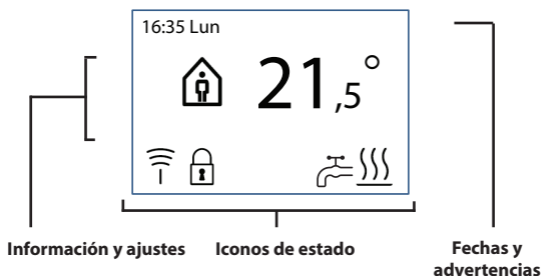 16:35 Lun
21,5°
Información y ajustes
Iconos de estado
Fechas y
advertencias